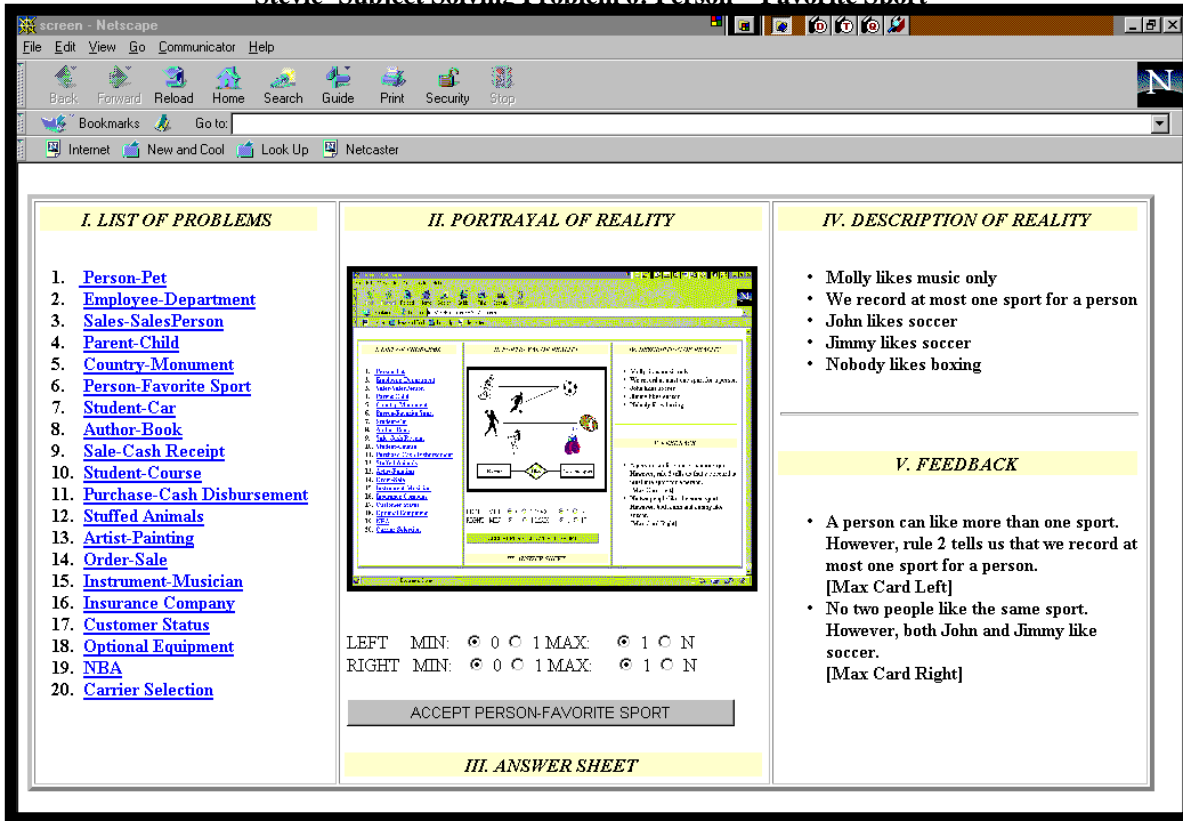 screen - Netscape
File Edit View Go Communicator Help
Back Forward Reload Home Search Guide Print Security Stop
N
Bookmarks Go to:
Internet New and Cool Look Up Netcaster
I. LIST OF PROBLEMS
1. Person-Pet
2. Employee-Department
3. Sales-SalesPerson
4. Parent-Child
5. Country-Monument
6. Person-Favorite Sport
7. Student-Car
8. Author-Book
9. Sale-Cash Receipt
10. Student-Course
11. Purchase-Cash Disbursement
12. Stuffed Animals
13. Artist-Painting
14. Order-Sale
15. Instrument-Musician
16. Insurance Company
17. Customer Status
18. Optional Equipment
19. NBA
20. Carrier Selection
II. PORTRAYAL OF REALITY
LEFT MIN: 0 1 MAX: 1 N
RIGHT MIN: 0 1 MAX: 1 N
ACCEPT PERSON-FAVORITE SPORT
III. ANSWER SHEET
IV. DESCRIPTION OF REALITY
• Molly likes music only
• We record at most one sport for a person
• John likes soccer
• Jimmy likes soccer
• Nobody likes boxing
V. FEEDBACK
• A person can like more than one sport.
However, rule 2 tells us that we record at
most one sport for a person.
[Max Card Left]
• No two people like the same sport.
However, both John and Jimmy like
soccer.
[Max Card Right]